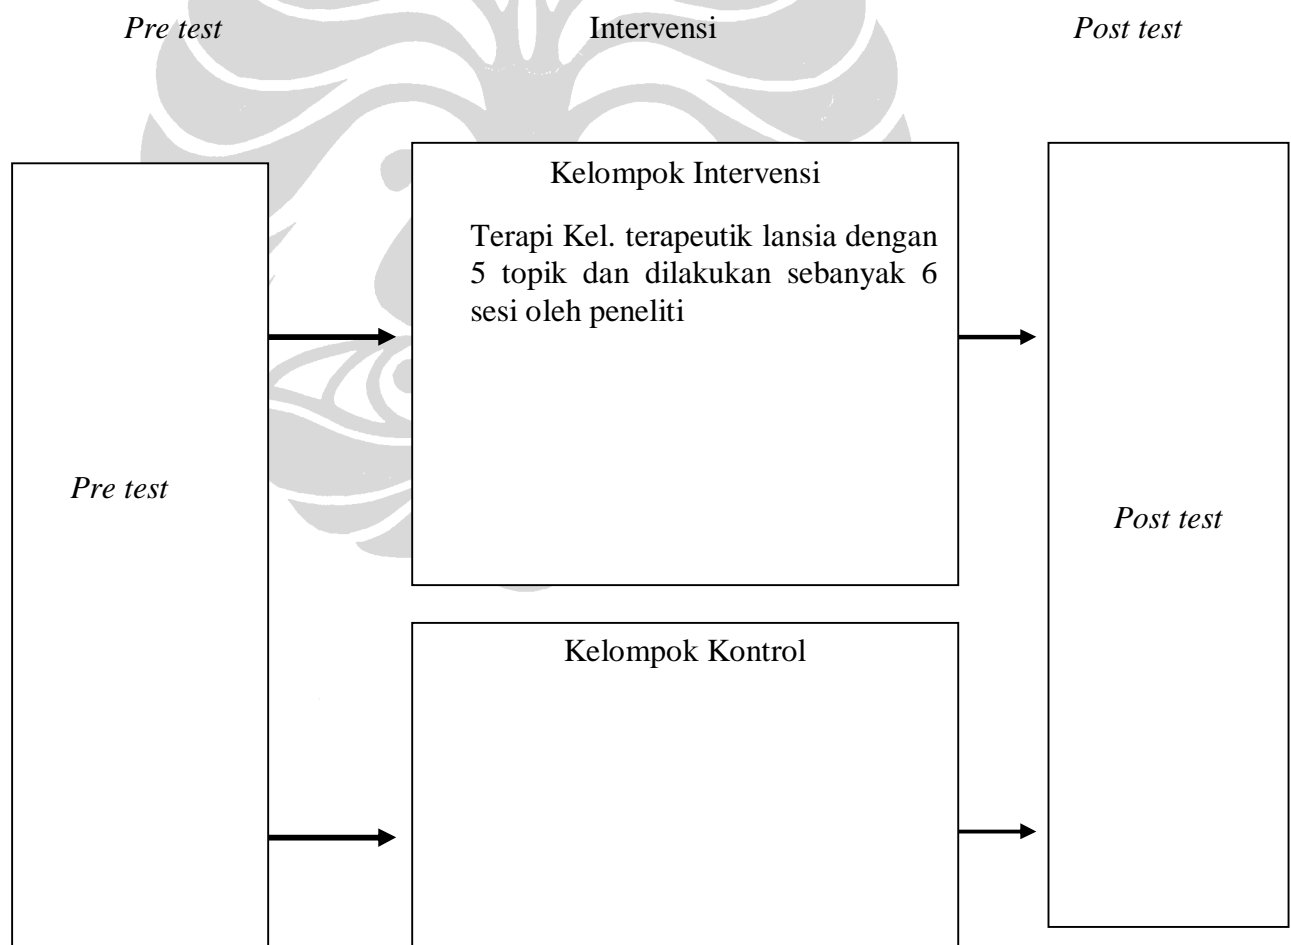 Pre test
Intervensi
Post test
Kelompok Intervensi
Terapi Kel. terapeutik lansia dengan
5 topik dan dilakukan sebanyak 6
sesi oleh peneliti
Pre test
Post test
Kelompok Kontrol